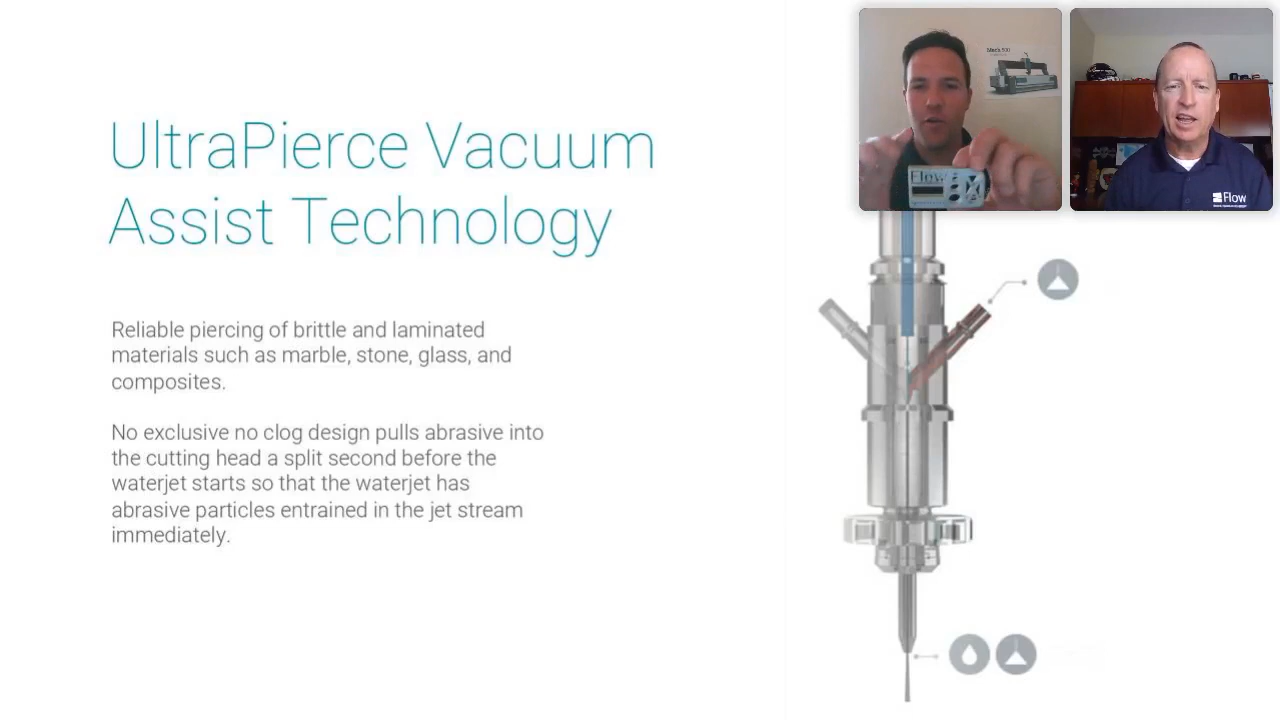 UltraPierce Vacuum
Assist Technology
Reliable piercing of brittle and laminated
materials such as marble, stone, glass, and
composites.
No exclusive no clog design pulls abrasive into
the cutting head a split second before the
waterjet starts so that the waterjet has
abrasive particles entrained in the jet stream
immediately.
Flow
Flow